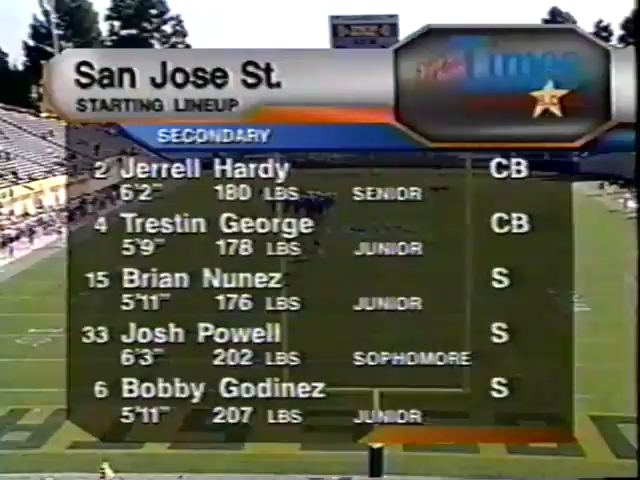 San Jose St.
STARTING LINEUP
SECONDARY
2 Jerrell Hardy CB
6'2" 180 LBS SENIOR
4 Trestin George CB
5'9" 178 LBS JUNIOR
15 Brian Nunez S
5'11" 176 LBS JUNIOR
33 Josh Powell S
6'3" 202 LBS SOPHOMORE
6 Bobby Godinez S
5'11" 207 LBS JUNIOR